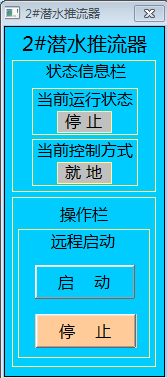 2#潜水推流器
2#潜水推流器
状态信息栏
当前运行状态
停 止
当前控制方式
就 地
操作栏
远程启动
启 动
停 止